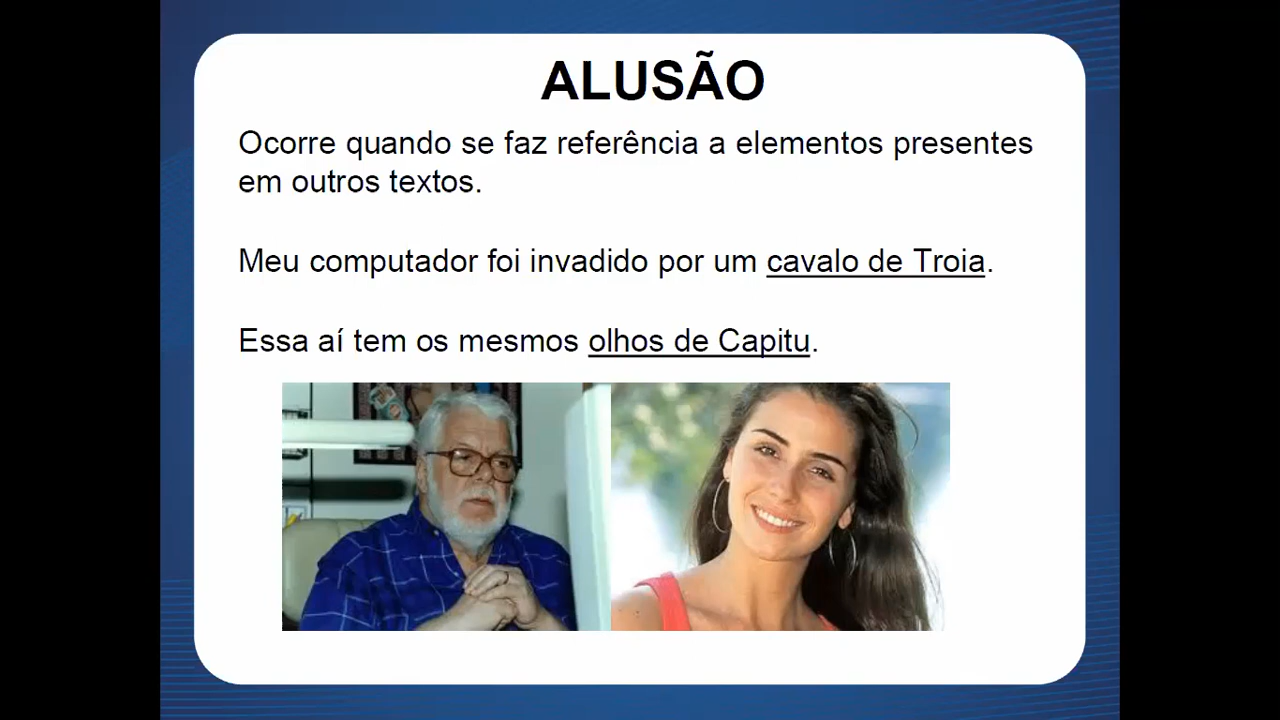 ALUSÃO
Ocorre quando se faz referência a elementos presentes
em outros textos.
Meu computador foi invadido por um cavalo de Troia.
Essa aí tem os mesmos olhos de Capitu.